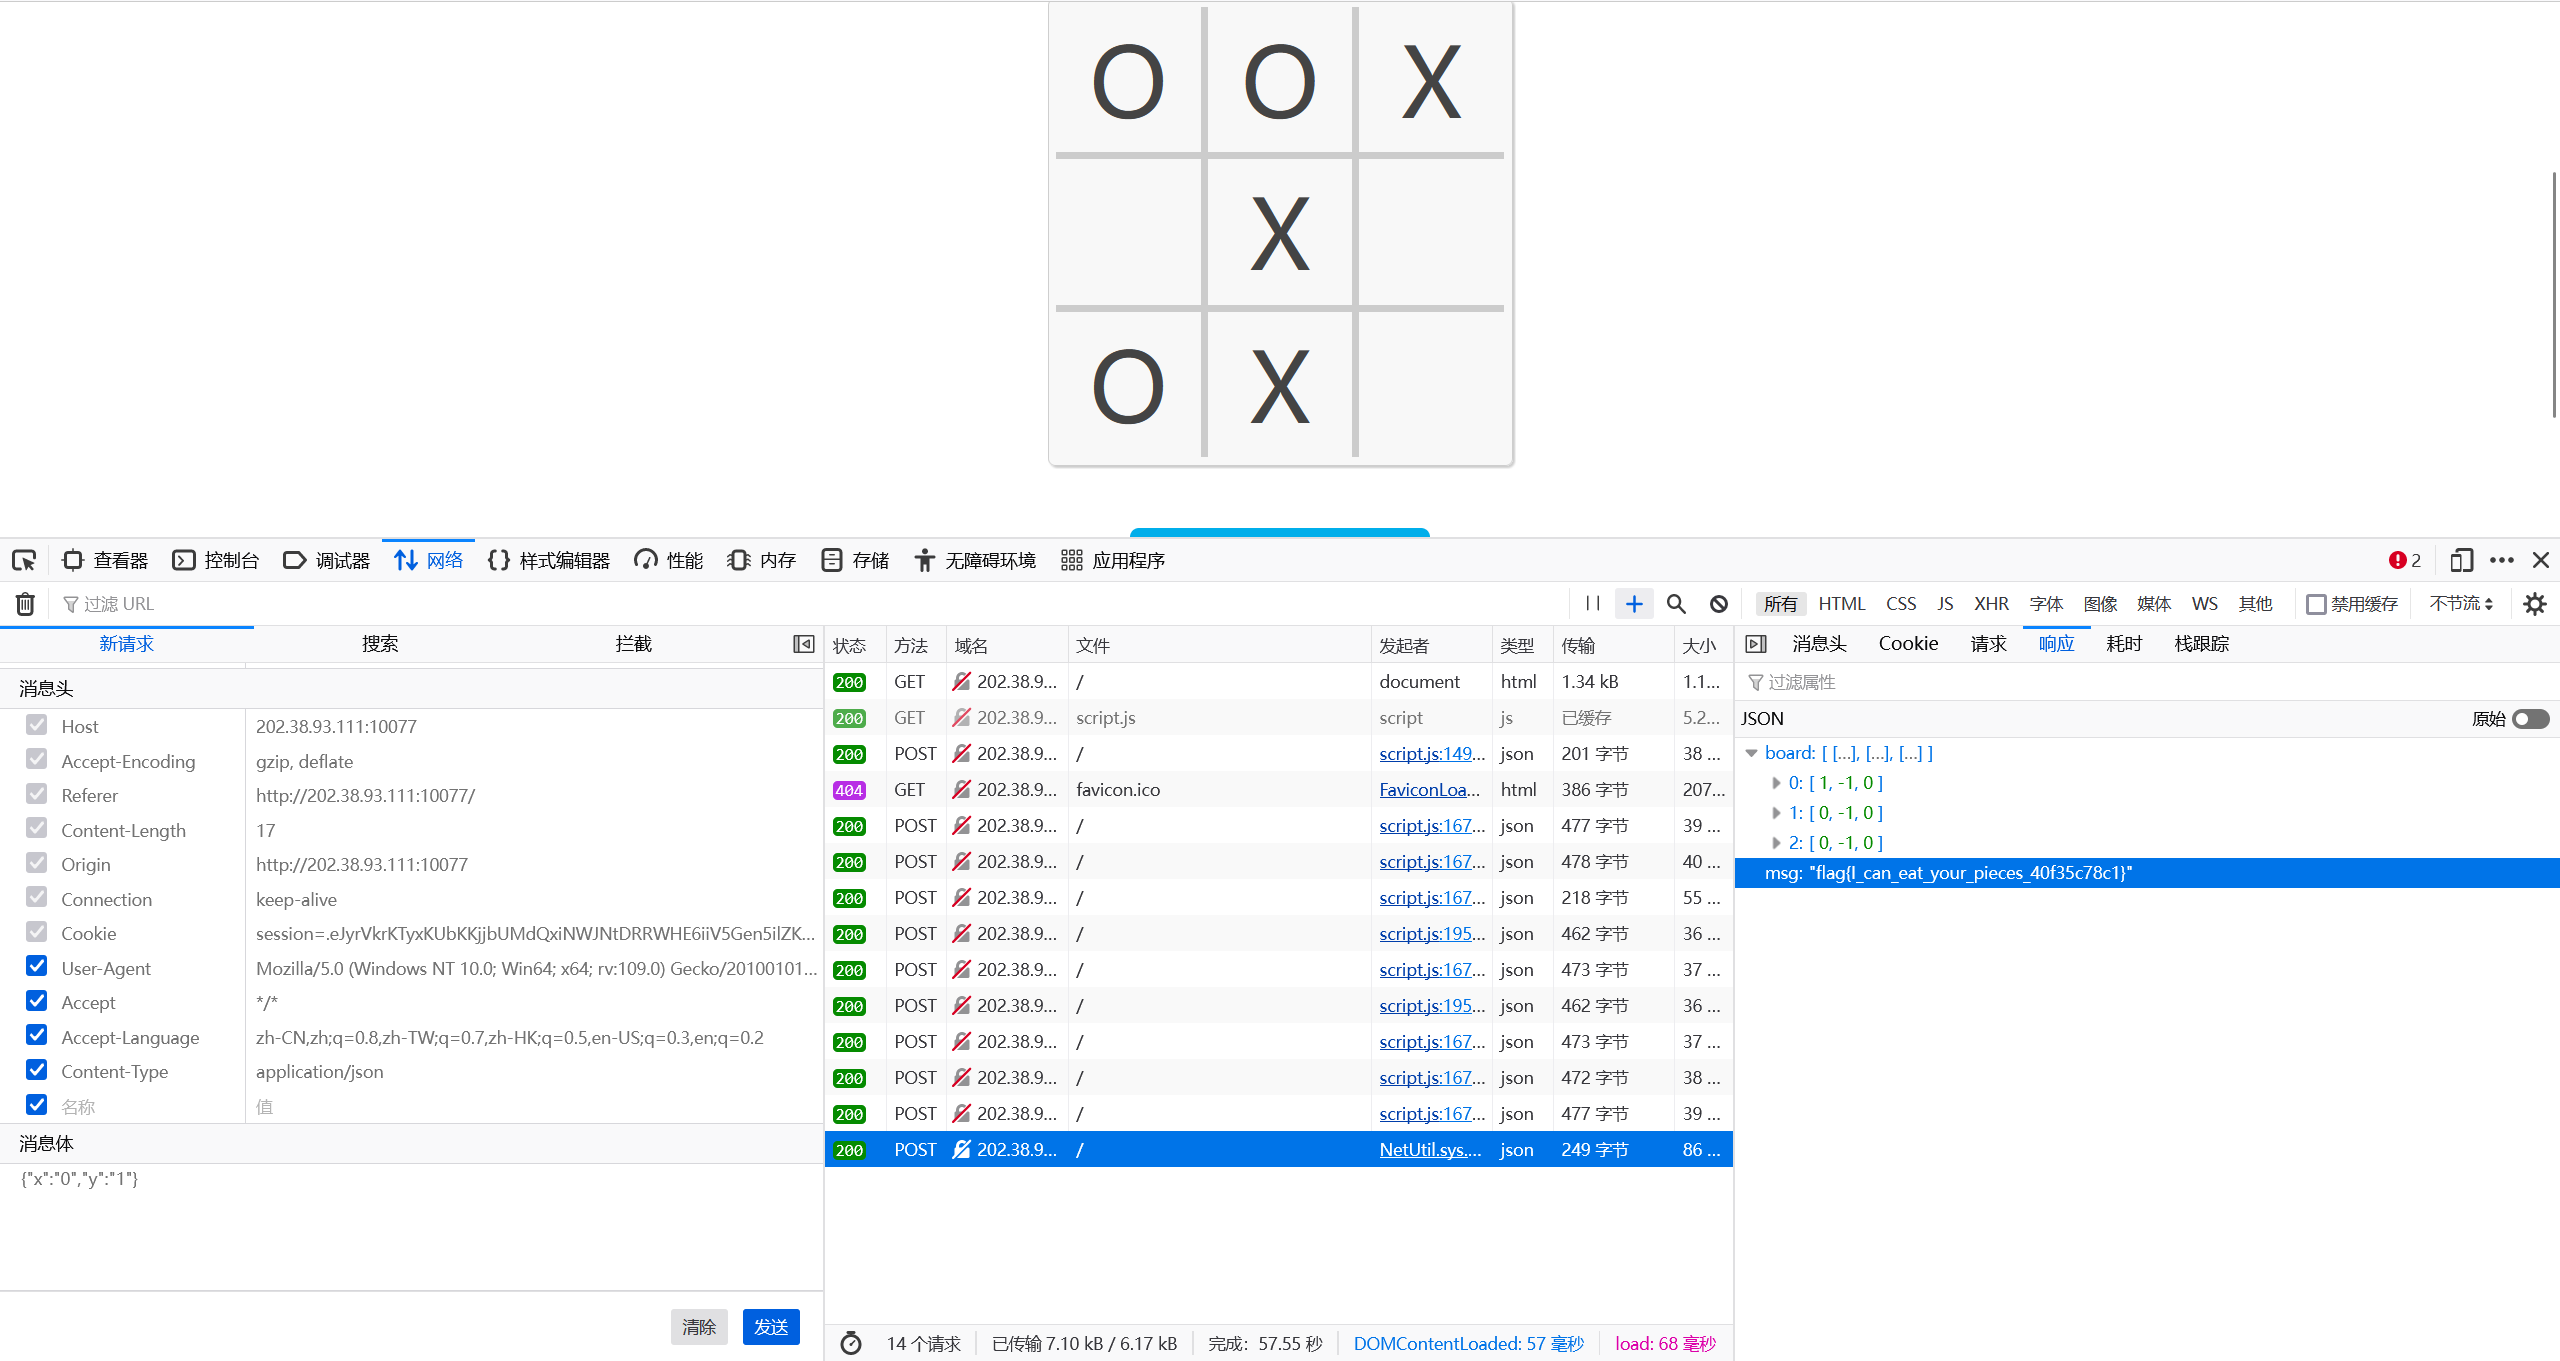 O O X
X
O X
查看器 控制台 调试器 网络 样式编辑器 性能 内存 存储 无障碍环境 应用程序 2
过滤 URL 所有 HTML CSS JS XHR 字体 图像 媒体 WS 其他 禁用缓存 不节流
新请求 搜索 拦截
消息头
Host 202.38.93.111:10077
Accept-Encoding gzip, deflate
Referer http://202.38.93.111:10077/
Content-Length 17
Origin http://202.38.93.111:10077
Connection keep-alive
Cookie session=.eJyrVkrKTyxKUbKKjjbUMdQxiNWJNtDRRWHE6iiV5Gen5ilZK...
User-Agent Mozilla/5.0 (Windows NT 10.0; Win64; x64; rv:109.0) Gecko/20100101...
Accept */*
Accept-Language zh-CN,zh;q=0.8,zh-TW;q=0.7,zh-HK;q=0.5,en-US;q=0.3,en;q=0.2
Content-Type application/json
名称 值
消息体
{"x":"0","y":"1"}
清除 发送
状态 方法 域名 文件 发起者 类型 传输 大小
200 GET 202.38.9... / document html 1.34 kB 1.1...
200 GET 202.38.9... script.js script js 已缓存 5.2...
200 POST 202.38.9... / script.js:149... json 201 字节 38 ...
404 GET 202.38.9... favicon.ico FaviconLoa... html 386 字节 207...
200 POST 202.38.9... / script.js:167... json 477 字节 39 ...
200 POST 202.38.9... / script.js:167... json 478 字节 40 ...
200 POST 202.38.9... / script.js:167... json 218 字节 55 ...
200 POST 202.38.9... / script.js:195... json 462 字节 36 ...
200 POST 202.38.9... / script.js:167... json 473 字节 37 ...
200 POST 202.38.9... / script.js:195... json 462 字节 36 ...
200 POST 202.38.9... / script.js:167... json 473 字节 37 ...
200 POST 202.38.9... / script.js:167... json 472 字节 38 ...
200 POST 202.38.9... / script.js:167... json 477 字节 39 ...
200 POST 202.38.9... / NetUtil.sys.... json 249 字节 86 ...
14 个请求 已传输 7.10 kB / 6.17 kB 完成：57.55 秒 DOMContentLoaded: 57 毫秒 load: 68 毫秒
消息头 Cookie 请求 响应 耗时 栈跟踪
过滤属性
JSON 原始
board: [ [...], [...], [...] ]
0: [ 1, -1, 0 ]
1: [ 0, -1, 0 ]
2: [ 0, -1, 0 ]
msg: "flag{I_can_eat_your_pieces_40f35c78c1}"